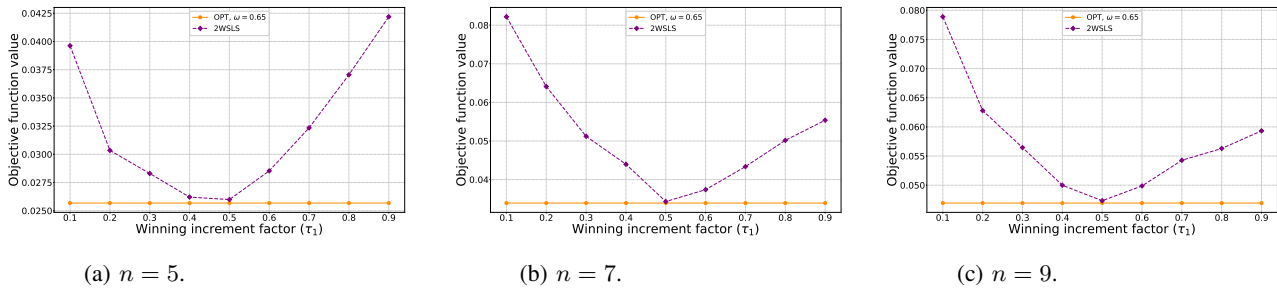 0.0425
0.0400
0.0375
0.0350
0.0325
0.0300
0.0275
0.0250
Objective function value
OPT, ω = 0.65
2WSLS
0.1 0.2 0.3 0.4 0.5 0.6 0.7 0.8 0.9
Winning increment factor (τ₁)
(a) n = 5.
0.08
0.07
0.06
0.05
0.04
Objective function value
OPT, ω = 0.65
2WSLS
0.1 0.2 0.3 0.4 0.5 0.6 0.7 0.8 0.9
Winning increment factor (τ₁)
(b) n = 7.
0.080
0.075
0.070
0.065
0.060
0.055
0.050
Objective function value
OPT, ω = 0.65
2WSLS
0.1 0.2 0.3 0.4 0.5 0.6 0.7 0.8 0.9
Winning increment factor (τ₁)
(c) n = 9.